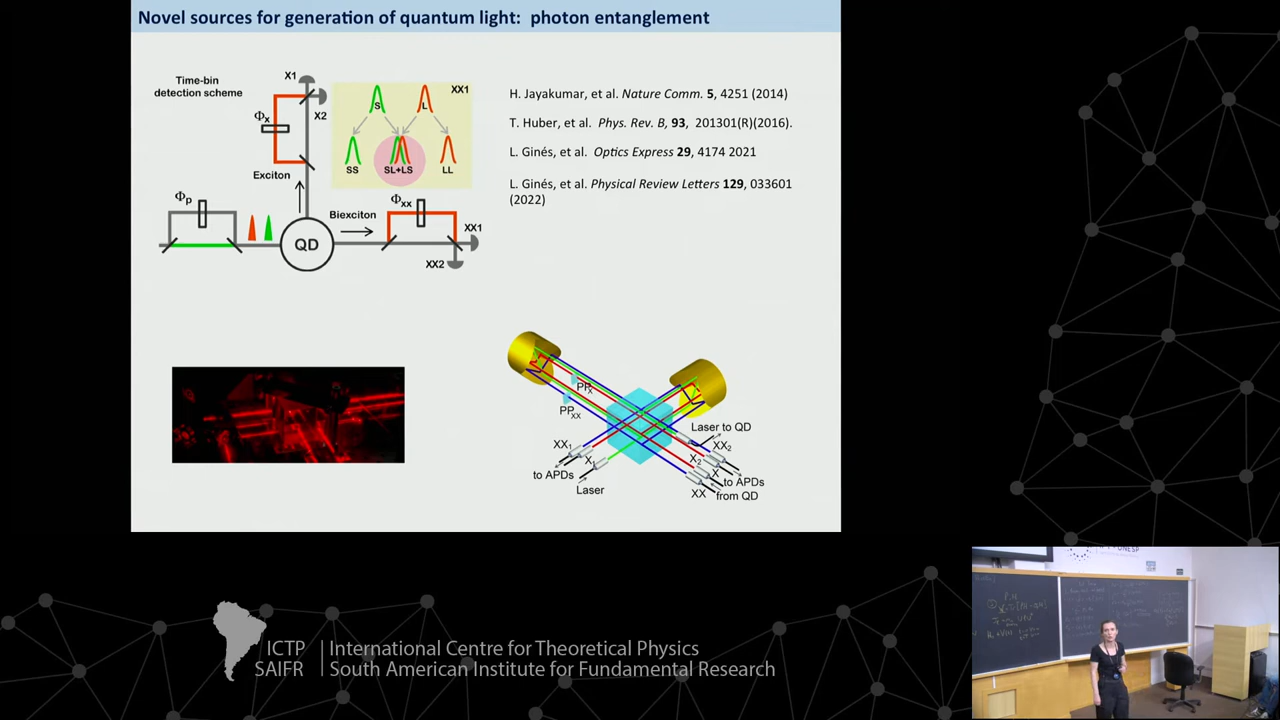 Novel sources for generation of quantum light: photon entanglement
Time-bin
detection scheme
X1
X2
Φx
Exciton
Φp
QD
Biexciton
Φxx
XX1
XX2
XX1
S
L
SS
SL+LS
LL
H. Jayakumar, et al. Nature Comm. 5, 4251 (2014)
T. Huber, et al. Phys. Rev. B, 93, 201301(R)(2016).
L. Ginés, et al. Optics Express 29, 4174 2021
L. Ginés, et al. Physical Review Letters 129, 033601
(2022)
PPX
PPXX
Laser to QD
XX1
XX2
X1
X2
X
to APDs
to APDs
Laser
XX
from QD
ICTP
SAIFR
International Centre for Theoretical Physics
South American Institute for Fundamental Research